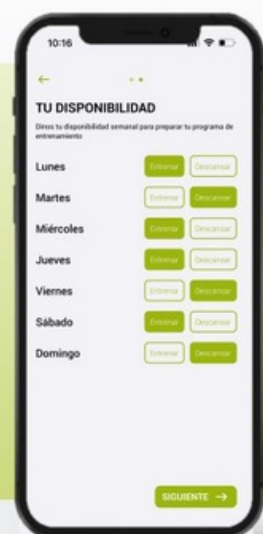 10:16
TU DISPONIBILIDAD
Dinos tu disponibilidad semanal para preparar tu programa de
entrenamiento
Lunes Entrenar Descansar
Martes Entrenar Descansar
Miércoles Entrenar Descansar
Jueves Entrenar Descansar
Viernes Entrenar Descansar
Sábado Entrenar Descansar
Domingo Entrenar Descansar
SIGUIENTE →